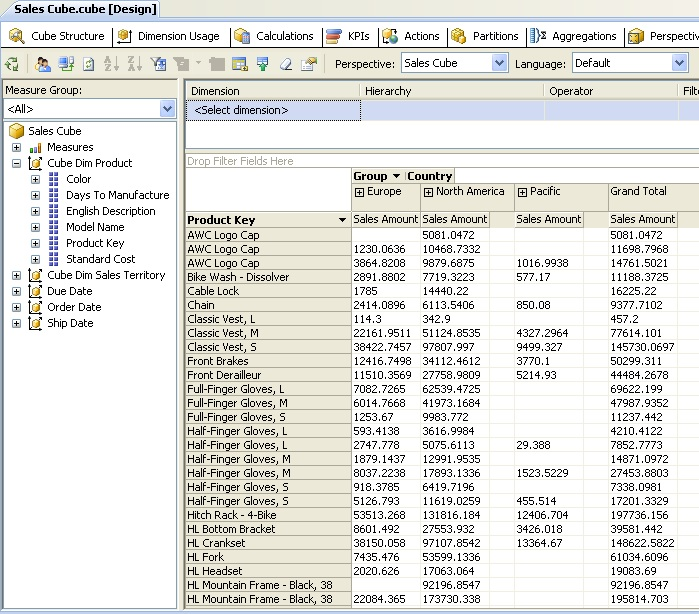 Sales Cube.cube [Design]
Cube Structure Dimension Usage Calculations KPIs Actions Partitions Aggregations Perspectiv
Perspective: Sales Cube Language: Default
Measure Group:
<All>
Sales Cube
Measures
Cube Dim Product
Color
Days To Manufacture
English Description
Model Name
Product Key
Standard Cost
Cube Dim Sales Territory
Due Date
Order Date
Ship Date
Dimension Hierarchy Operator Filte
<Select dimension>
Drop Filter Fields Here
Group Country
Europe North America Pacific Grand Total
Product Key Sales Amount Sales Amount Sales Amount Sales Amount
AWC Logo Cap 5081.0472 5081.0472
AWC Logo Cap 1230.0636 10468.7332 11698.7968
AWC Logo Cap 3864.8208 9879.6875 1016.9938 14761.5021
Bike Wash - Dissolver 2891.8802 7719.3223 577.17 11188.3725
Cable Lock 1785 14440.22 16225.22
Chain 2414.0896 6113.5406 850.08 9377.7102
Classic Vest, L 114.3 342.9 457.2
Classic Vest, M 22161.9511 51124.8535 4327.2964 77614.101
Classic Vest, S 38422.7457 97807.997 9499.327 145730.0697
Front Brakes 12416.7498 34112.4612 3770.1 50299.311
Front Derailleur 11510.3569 27758.9809 5214.93 44484.2678
Full-Finger Gloves, L 7082.7265 62539.4725 69622.199
Full-Finger Gloves, M 6014.7668 41973.1684 47987.9352
Full-Finger Gloves, S 1253.67 9983.772 11237.442
Half-Finger Gloves, L 593.4138 3616.9984 4210.4122
Half-Finger Gloves, L 2747.778 5075.6113 29.388 7852.7773
Half-Finger Gloves, M 1879.1437 12991.9535 14871.0972
Half-Finger Gloves, M 8037.2238 17893.1336 1523.5229 27453.8803
Half-Finger Gloves, S 918.3785 6419.7196 7338.0981
Half-Finger Gloves, S 5126.793 11619.0259 455.514 17201.3329
Hitch Rack - 4-Bike 53513.268 131816.184 12406.704 197736.156
HL Bottom Bracket 8601.492 27553.932 3426.018 39581.442
HL Crankset 38150.058 97107.8542 13364.67 148622.5822
HL Fork 7435.476 53599.1336 61034.6096
HL Headset 2020.626 17063.064 19083.69
HL Mountain Frame - Black, 38 92196.8547 92196.8547
HL Mountain Frame - Black, 38 22084.365 173730.338 195814.703